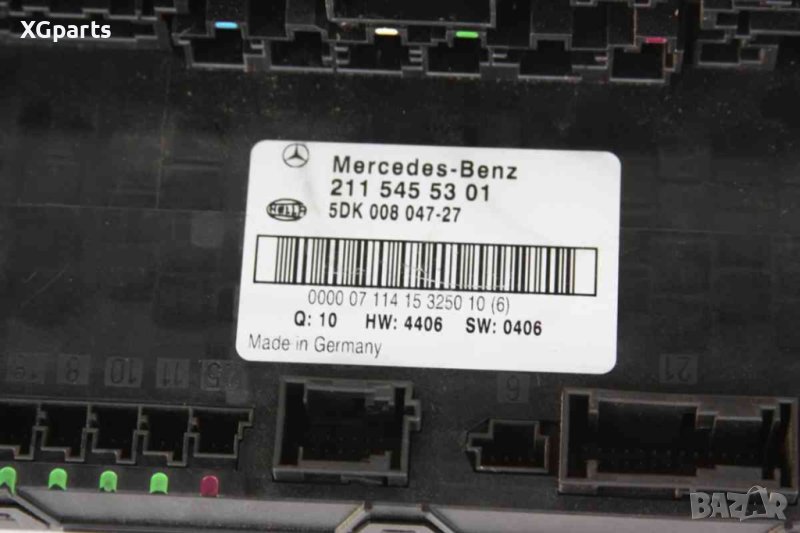 XGparts
Mercedes-Benz
211 545 53 01
HELLA
5DK 008 047-27
0000 07 114 15 3250 10 (6)
Q: 10 HW: 4406 SW: 0406
Made in Germany
8 10 11 25 6 21
BAZAR